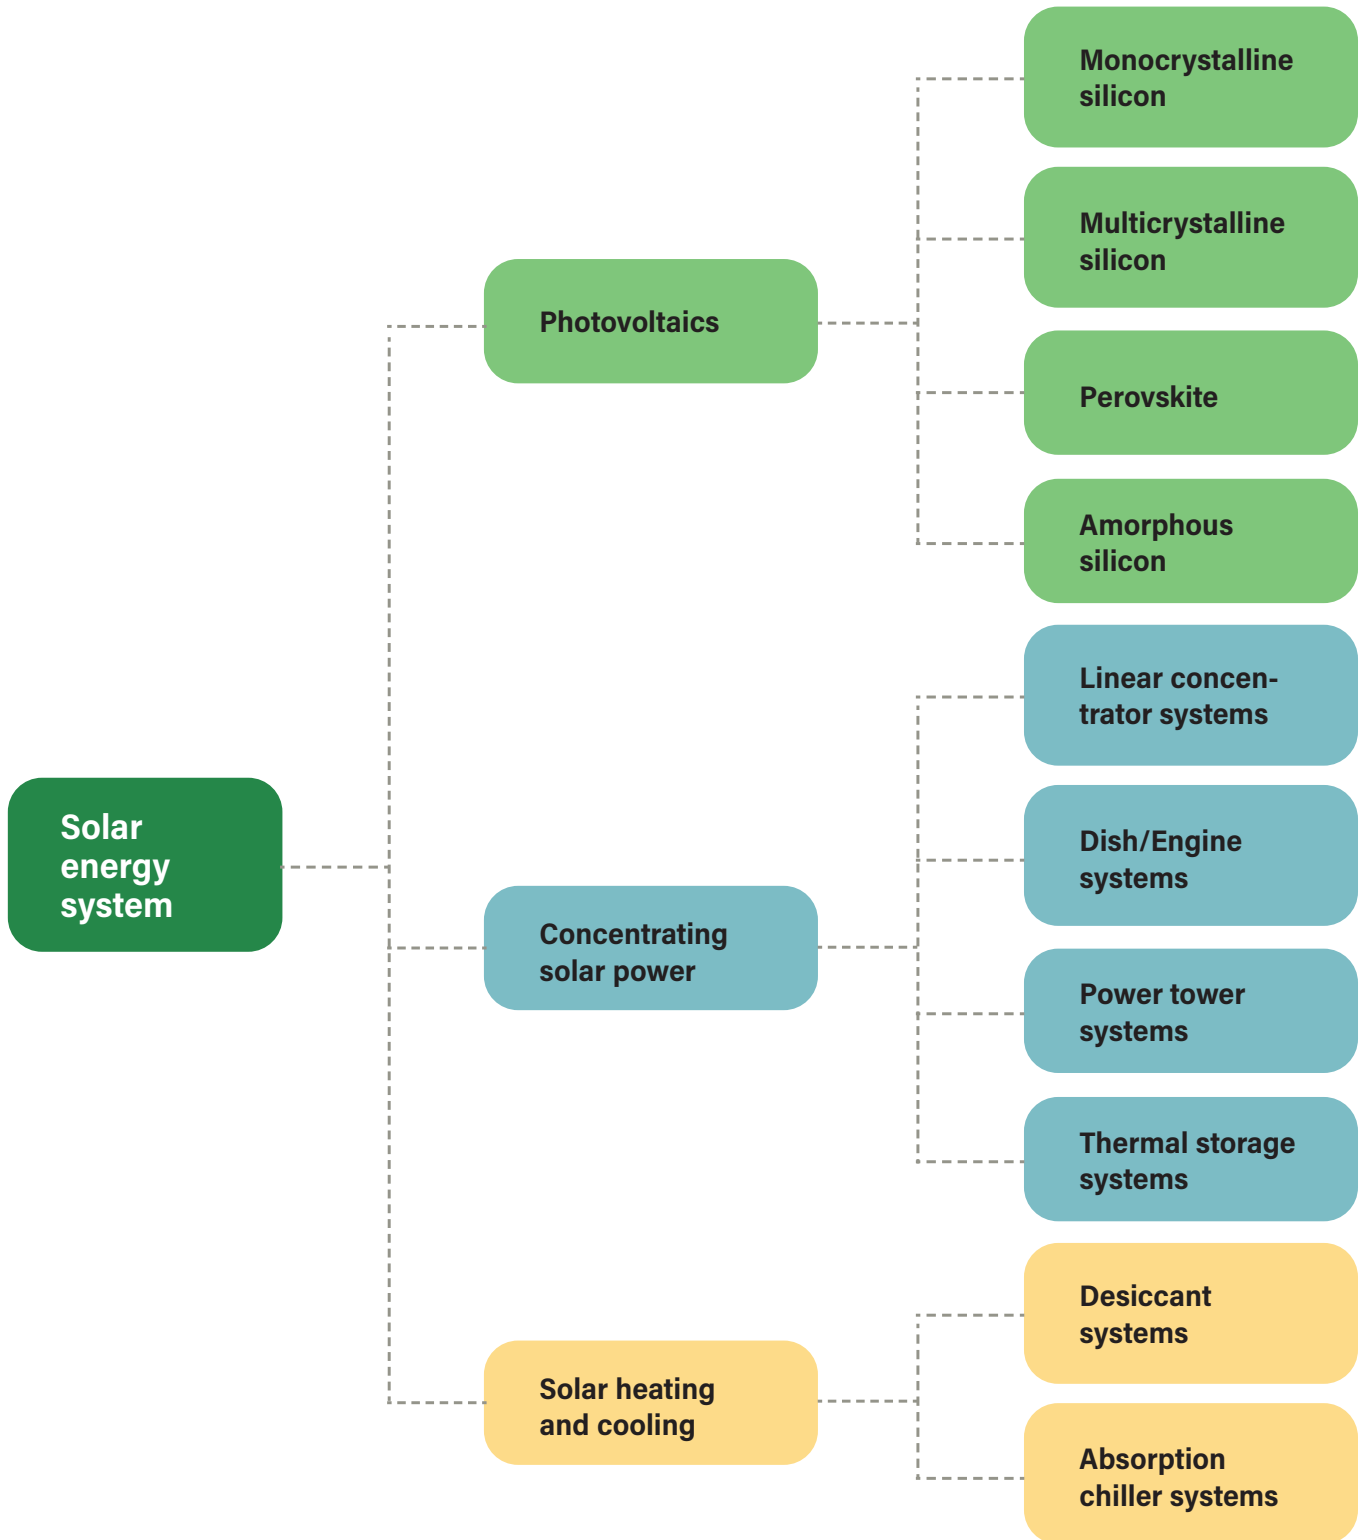 Monocrystalline
silicon
Multicrystalline
silicon
Photovoltaics
Perovskite
Amorphous
silicon
Linear concen-
trator systems
Solar
energy
system
Dish/Engine
systems
Concentrating
solar power
Power tower
systems
Thermal storage
systems
Desiccant
systems
Solar heating
and cooling
Absorption
chiller systems